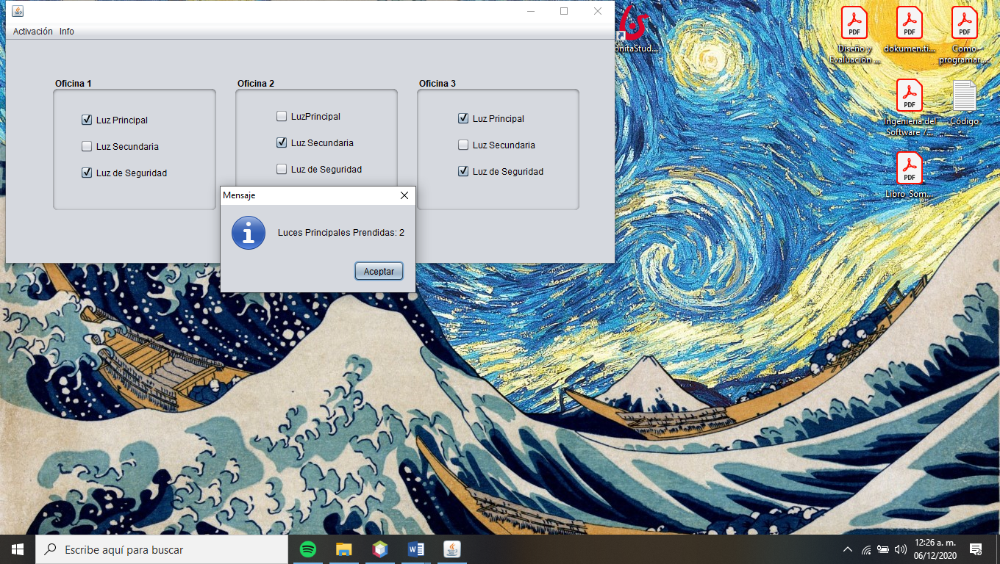 Activación Info
Oficina 1
Luz Principal
Luz Secundaria
Luz de Seguridad
Oficina 2
LuzPrincipal
Luz Secundaria
Luz de Seguridad
Oficina 3
Luz Principal
Luz Secundaria
Luz de Seguridad
Mensaje
Luces Principales Prendidas: 2
Aceptar
onitaStud...
PDF
Diseño y
Evaluación ...
PDF
dokumen.ti...
PDF
Como
programar ...
PDF
Ingenieria del
Software 7...
Código
PDF
Libro_Som...
Escribe aquí para buscar
12:26 a. m.
06/12/2020